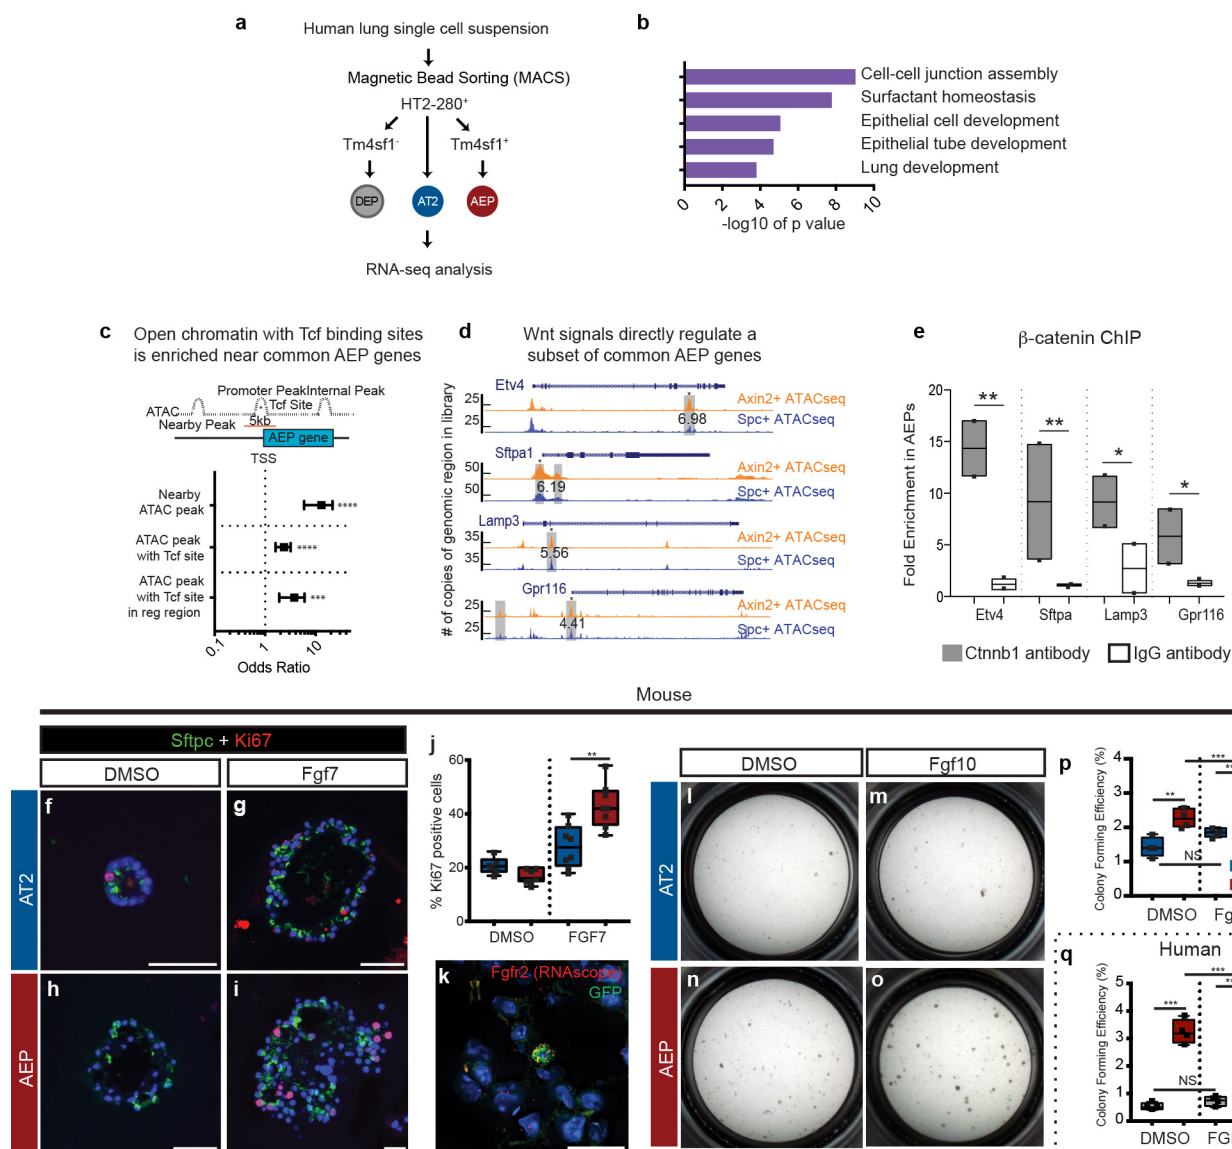 a
Human lung single cell suspension
Magnetic Bead Sorting (MACS)
HT2-280+
Tm4sf1-
Tm4sf1+
DEP
AT2
AEP
RNA-seq analysis
b
Cell-cell junction assembly
Surfactant homeostasis
Epithelial cell development
Epithelial tube development
Lung development
0 2 4 6 8 10
-log10 of p value
c
Open chromatin with Tcf binding sites
is enriched near common AEP genes
Promoter Peak Internal Peak
Tcf Site
ATAC
Nearby Peak
5kb
AEP gene
TSS
Nearby
ATAC peak
****
ATAC peak
with Tcf site
****
ATAC peak
with Tcf site
in reg region
***
0.1 1 10
Odds Ratio
d
Wnt signals directly regulate a
subset of common AEP genes
# of copies of genomic region in library
Etv4
*
25
Axin2+ ATACseq
6.98
25
Spc+ ATACseq
Sftpa1
*
50
Axin2+ ATACseq
6.19
50
Spc+ ATACseq
Lamp3
*
35
Axin2+ ATACseq
5.56
35
Spc+ ATACseq
Gpr116
*
25
Axin2+ ATACseq
4.41
25
Spc+ ATACseq
e
β-catenin ChIP
Fold Enrichment in AEPs
20
15
10
5
0
**
**
*
*
Etv4 Sftpa Lamp3 Gpr116
Ctnnb1 antibody
IgG antibody
Mouse
Sftpc + Ki67
DMSO
Fgf7
AT2
AEP
f
g
h
i
j
% Ki67 positive cells
60
40
20
0
**
DMSO FGF7
k
Fgfr2 (RNAscope)
GFP
DMSO
Fgf10
AT2
AEP
l
m
n
o
p
Colony Forming Efficiency (%)
4
3
2
1
0
**
***
NS
DMSO
Fg
Human
q
Colony Forming Efficiency (%)
5
4
3
2
1
0
***
***
NS
DMSO
FG